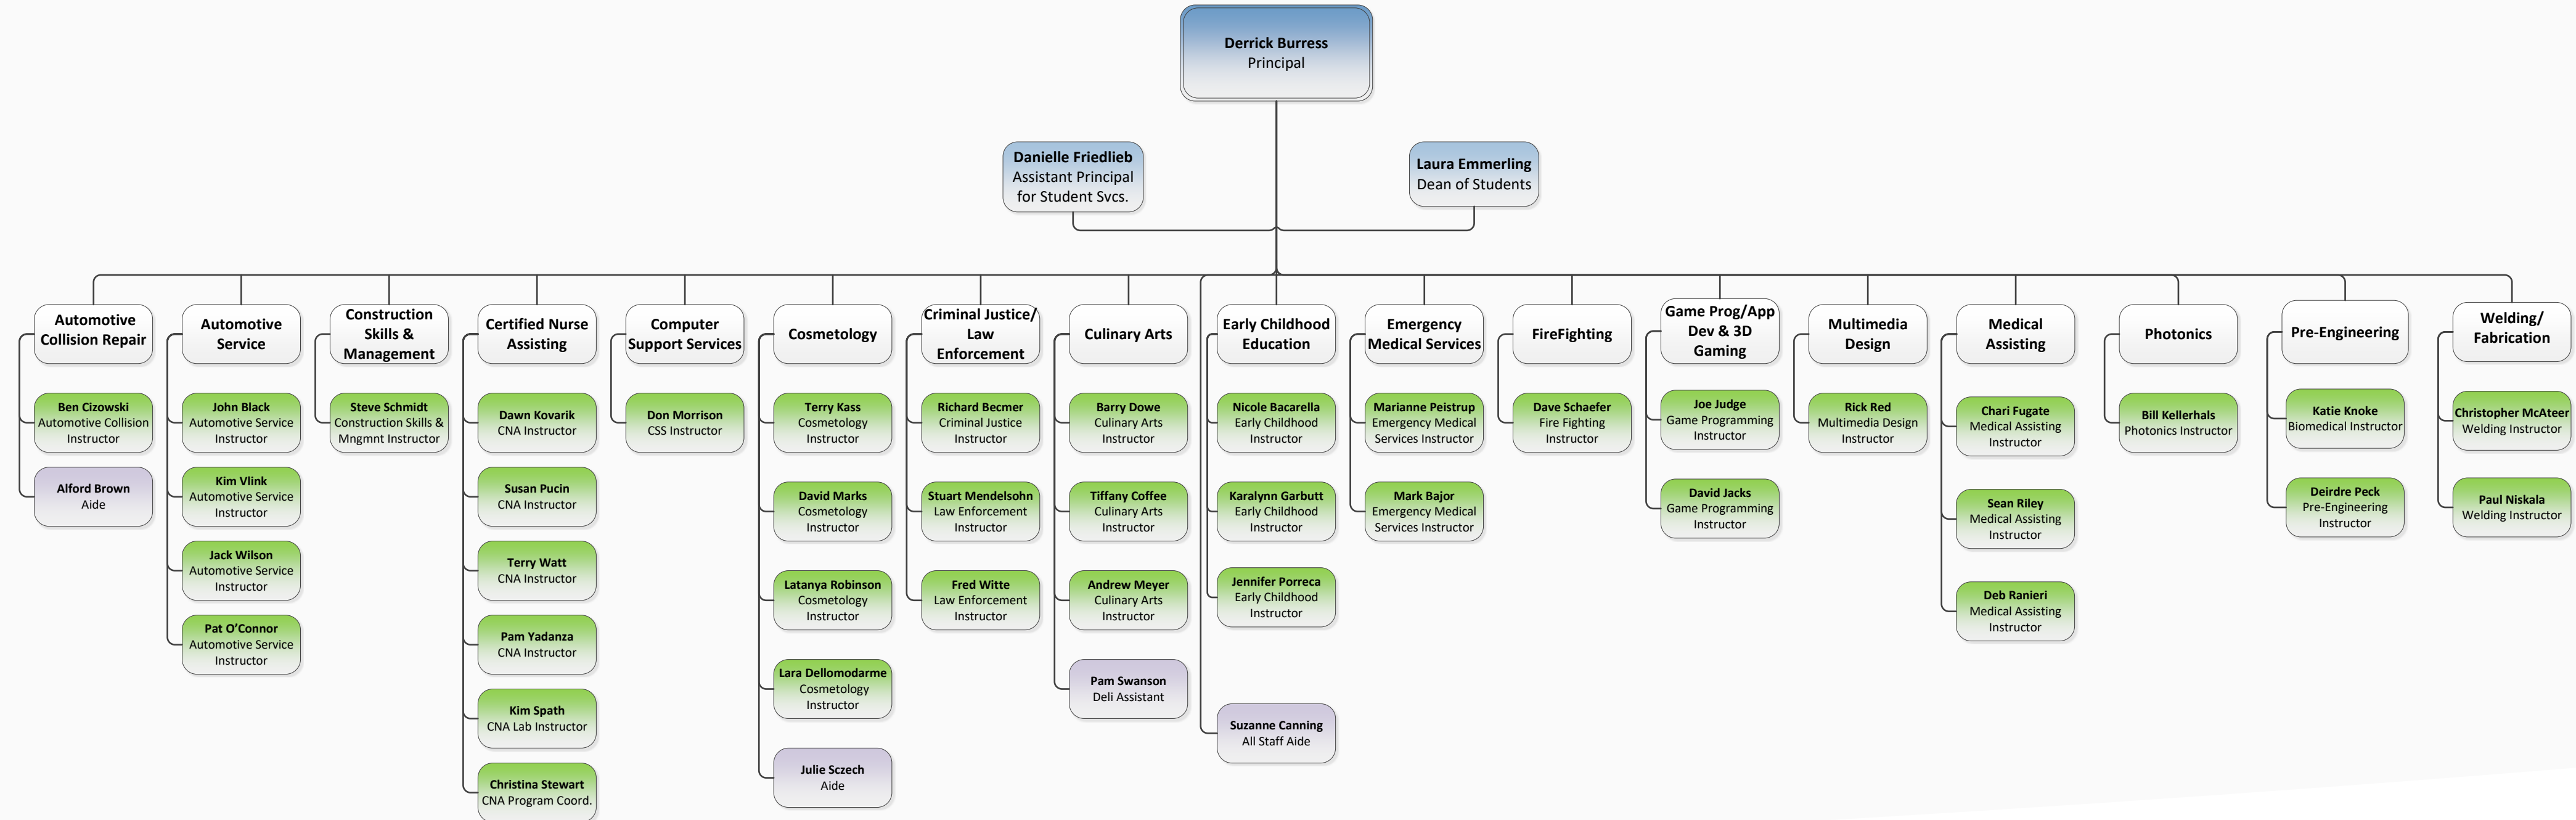 Derrick Burress
Principal
Danielle Friedlieb
Assistant Principal
for Student Svcs.
Laura Emmerling
Dean of Students
Automotive
Collision Repair
Ben Cizowski
Automotive Collision
Instructor
Alford Brown
Aide
Automotive
Service
John Black
Automotive Service
Instructor
Kim Vlink
Automotive Service
Instructor
Jack Wilson
Automotive Service
Instructor
Pat O’Connor
Automotive Service
Instructor
Construction
Skills &
Management
Steve Schmidt
Construction Skills &
Mngmnt Instructor
Certified Nurse
Assisting
Dawn Kovarik
CNA Instructor
Susan Pucin
CNA Instructor
Terry Watt
CNA Instructor
Pam Yadanza
CNA Instructor
Kim Spath
CNA Lab Instructor
Christina Stewart
CNA Program Coord.
Computer
Support Services
Don Morrison
CSS Instructor
Cosmetology
Terry Kass
Cosmetology
Instructor
David Marks
Cosmetology
Instructor
Latanya Robinson
Cosmetology
Instructor
Lara Dellomodarme
Cosmetology
Instructor
Julie Sczech
Aide
Criminal Justice/
Law
Enforcement
Richard Becmer
Criminal Justice
Instructor
Stuart Mendelsohn
Law Enforcement
Instructor
Fred Witte
Law Enforcement
Instructor
Culinary Arts
Barry Dowe
Culinary Arts
Instructor
Tiffany Coffee
Culinary Arts
Instructor
Andrew Meyer
Culinary Arts
Instructor
Pam Swanson
Deli Assistant
Early Childhood
Education
Nicole Bacarella
Early Childhood
Instructor
Karalynn Garbutt
Early Childhood
Instructor
Jennifer Porreca
Early Childhood
Instructor
Suzanne Canning
All Staff Aide
Emergency
Medical Services
Marianne Peistrup
Emergency Medical
Services Instructor
Mark Bajor
Emergency Medical
Services Instructor
FireFighting
Dave Schaefer
Fire Fighting
Instructor
Game Prog/App
Dev & 3D
Gaming
Joe Judge
Game Programming
Instructor
David Jacks
Game Programming
Instructor
Multimedia
Design
Rick Red
Multimedia Design
Instructor
Medical
Assisting
Chari Fugate
Medical Assisting
Instructor
Sean Riley
Medical Assisting
Instructor
Deb Ranieri
Medical Assisting
Instructor
Photonics
Bill Kellerhals
Photonics Instructor
Pre-Engineering
Katie Knoke
Biomedical Instructor
Deirdre Peck
Pre-Engineering
Instructor
Welding/
Fabrication
Christopher McAteer
Welding Instructor
Paul Niskala
Welding Instructor